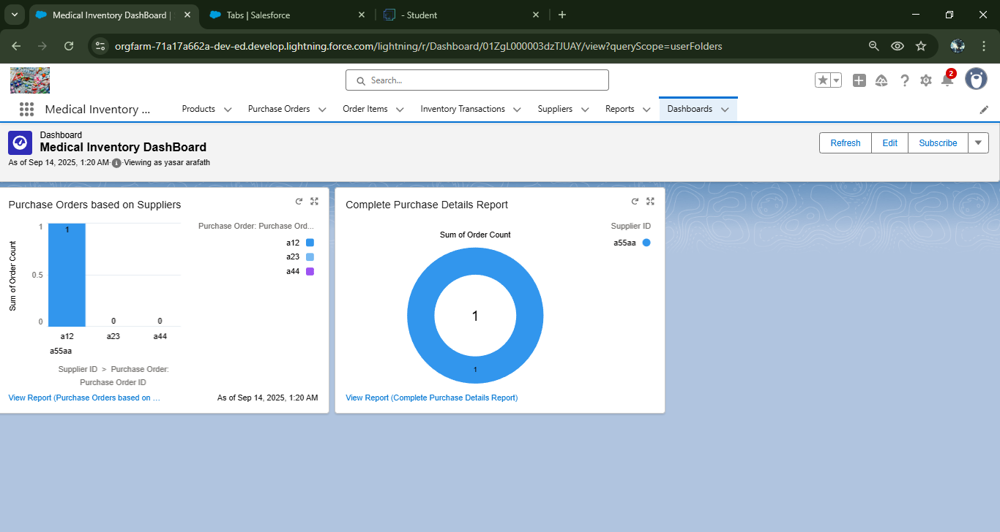 Medical Inventory DashBoard |
Tabs | Salesforce
- Student
orgfarm-71a17a662a-dev-ed.develop.lightning.force.com/lightning/r/Dashboard/01ZgL000003dzTJUAY/view?queryScope=userFolders
Search...
2
Medical Inventory ...
Products
Purchase Orders
Order Items
Inventory Transactions
Suppliers
Reports
Dashboards
Dashboard
Medical Inventory DashBoard
As of Sep 14, 2025, 1:20 AM·Viewing as yasar arafath
Refresh
Edit
Subscribe
Purchase Orders based on Suppliers
Purchase Order: Purchase Ord...
a12
a23
a44
Sum of Order Count
1
0.5
0
1
0
0
a12
a23
a44
a55aa
Supplier ID > Purchase Order:
Purchase Order ID
View Report (Purchase Orders based on ...
As of Sep 14, 2025, 1:20 AM
Complete Purchase Details Report
Supplier ID
a55aa
Sum of Order Count
1
1
View Report (Complete Purchase Details Report)